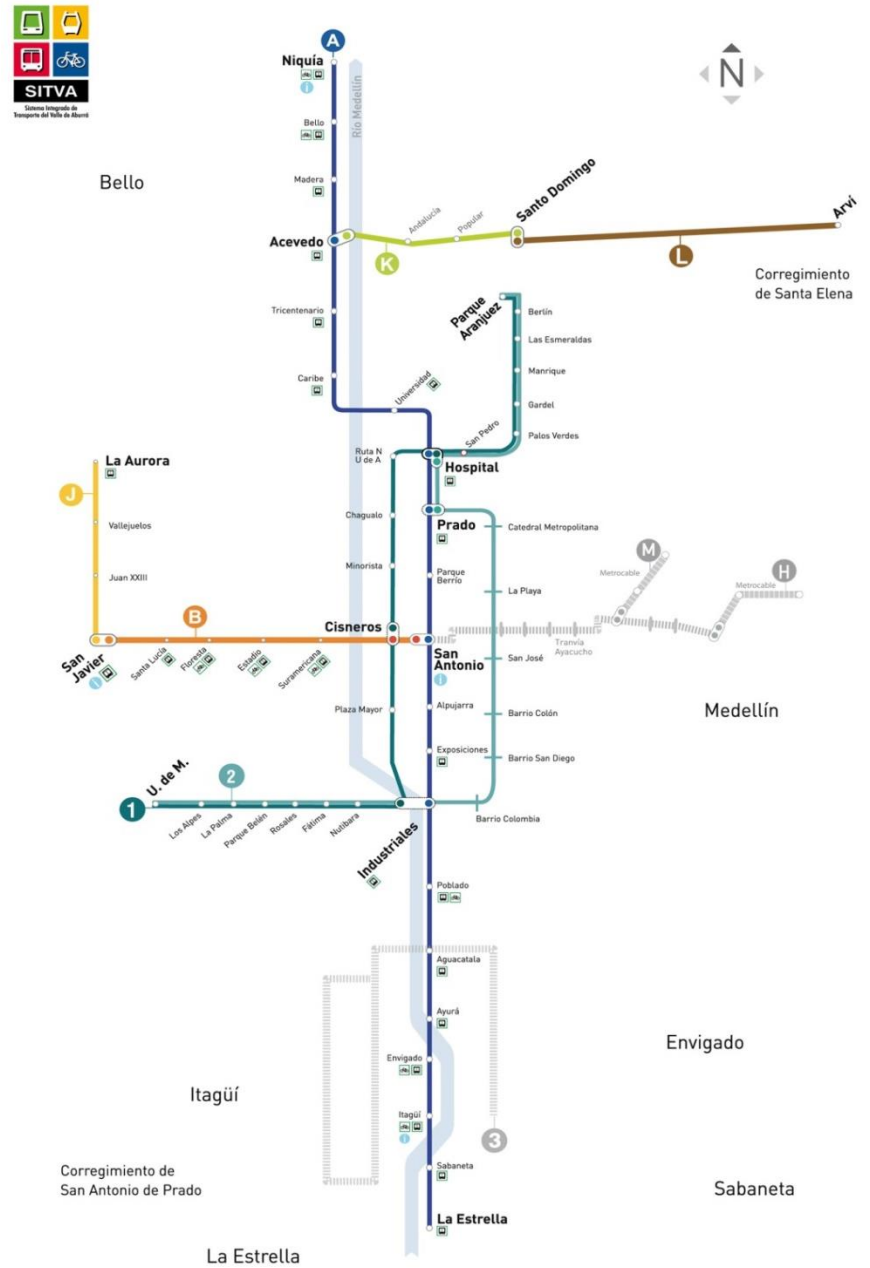 SITVA
Sistema Integrado de
Transporte del Valle de Aburrá
A
Niquía
i
Río Medellín
N
Bello
Bello
Madera
Santo Domingo
Arví
Andalucía
Popular
Acevedo
K
L
Corregimiento
de Santa Elena
Tricentenario
Parque
Aranjuez
Berlín
Las Esmeraldas
Manrique
Caribe
Universidad
Gardel
Palos Verdes
San Pedro
Ruta N
U de A
Hospital
La Aurora
J
Vallejuelos
Chagualo
Prado
Catedral Metropolitana
Juan XXIII
Minorista
Parque
Berrío
La Playa
M
Metrocable
H
Metrocable
B
Cisneros
San
Javier
i
Santa Lucía
Floresta
Estadio
Suramericana
San
Antonio
i
Tranvía
Ayacucho
San José
Plaza Mayor
Alpujarra
Barrio Colón
Medellín
Exposiciones
Barrio San Diego
U. de M.
2
1
Los Alpes
La Palma
Parque Belén
Rosales
Fátima
Nutibara
Industriales
Barrio Colombia
Poblado
Aguacatala
Ayurá
Envigado
Envigado
Itagüí
Itagüí
i
3
Corregimiento de
San Antonio de Prado
Sabaneta
Sabaneta
La Estrella
La Estrella